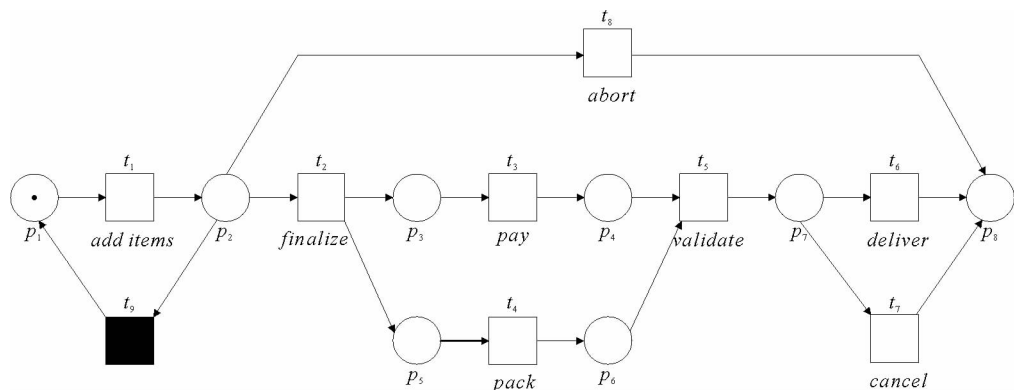 t₈
abort
t₁ t₂ t₃ t₅ t₆
p₁ add items p₂ finalize p₃ pay p₄ validate p₇ deliver p₈
t₉ t₄ t₇
p₅ pack p₆ cancel